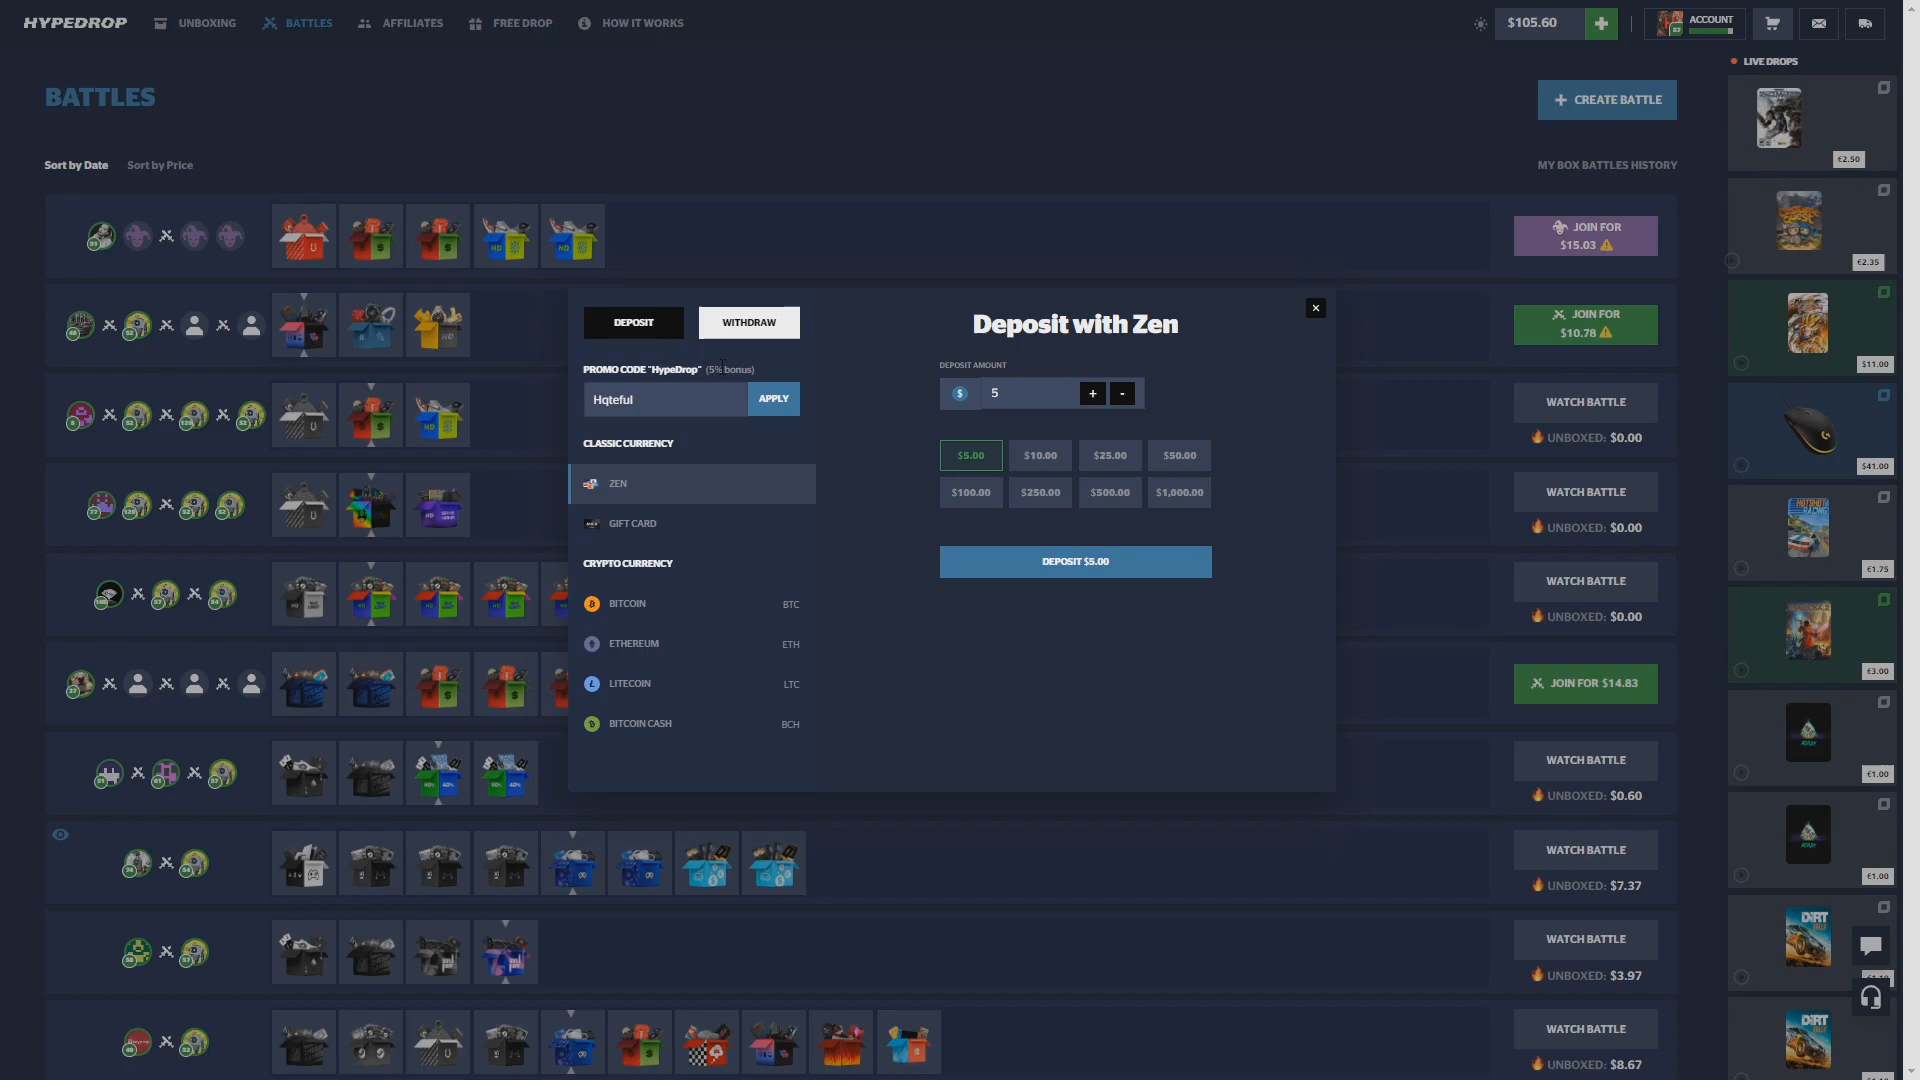 HYPEDROP
UNBOXING
BATTLES
AFFILIATES
FREE DROP
HOW IT WORKS
$105.60
ACCOUNT
LIVE DROPS
BATTLES
CREATE BATTLE
Sort by Date
Sort by Price
MY BOX BATTLES HISTORY
JOIN FOR
$15.03
JOIN FOR
$10.78
WATCH BATTLE
UNBOXED: $0.00
WATCH BATTLE
UNBOXED: $0.00
WATCH BATTLE
UNBOXED: $0.00
JOIN FOR $14.83
WATCH BATTLE
UNBOXED: $0.60
WATCH BATTLE
UNBOXED: $7.37
WATCH BATTLE
UNBOXED: $3.97
WATCH BATTLE
UNBOXED: $8.67
DEPOSIT
WITHDRAW
PROMO CODE "HypeDrop" (5% bonus)
Hqteful
APPLY
CLASSIC CURRENCY
ZEN
GIFT CARD
CRYPTO CURRENCY
BITCOIN
BTC
ETHEREUM
ETH
LITECOIN
LTC
BITCOIN CASH
BCH
Deposit with Zen
DEPOSIT AMOUNT
$
5
+
-
$5.00
$10.00
$25.00
$50.00
$100.00
$250.00
$500.00
$1,000.00
DEPOSIT $5.00
€2.50
€2.35
$11.00
$41.00
HOTSHOT
RACING
€1.75
€3.00
€1.00
€1.00
DiRT
DiRT